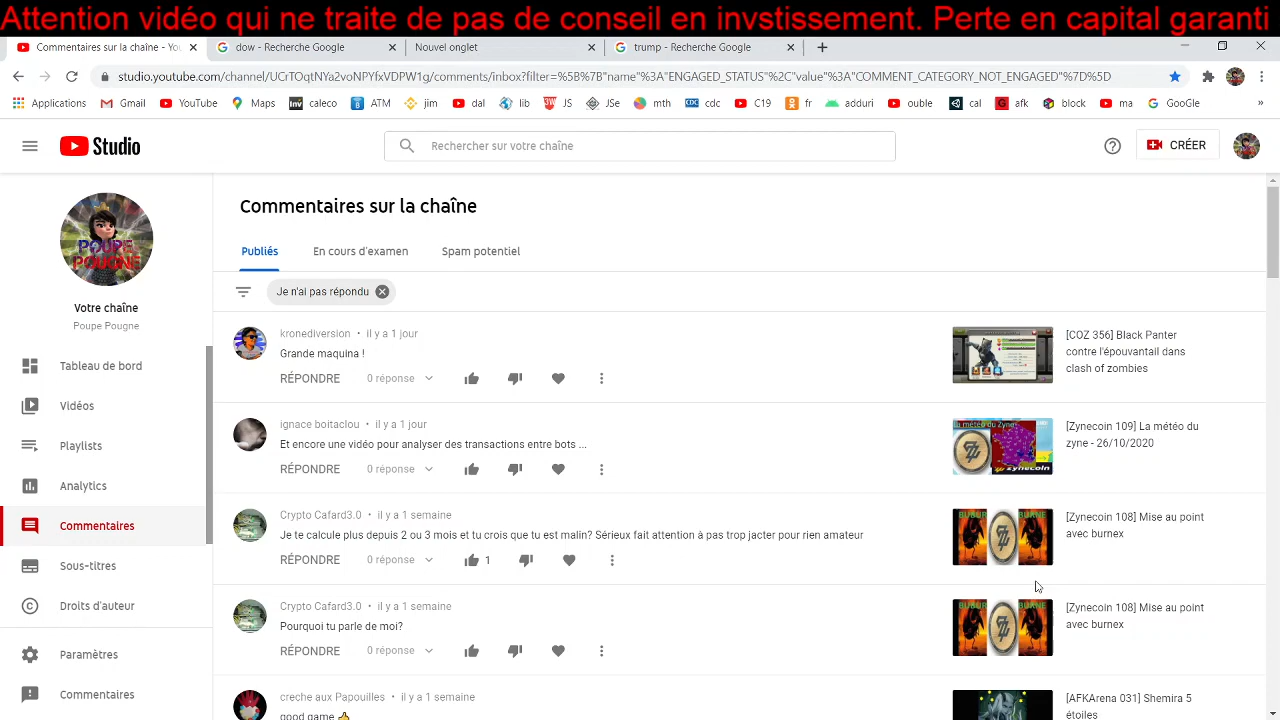 Attention vidéo qui ne traite de pas de conseil en invstissement. Perte en capital garanti
Commentaires sur la chaîne - You
dow - Recherche Google
Nouvel onglet
trump - Recherche Google
studio.youtube.com/channel/UCrTOqtNYa2voNPYfxVDPW1g/comments/inbox?filter=%5B%7B"name"%3A"ENGAGED_STATUS"%2C"value"%3A"COMMENT_CATEGORY_NOT_ENGAGED"%7D%5D
Applications Gmail YouTube Maps caleco ATM jim dal lib JSe mth cdc C19 fr adduri ouble cal afk block ma GooGle »
Studio
Rechercher sur votre chaîne
CRÉER
POUPE
POUGNE
Votre chaîne
Poupe Pougne
Tableau de bord
Vidéos
Playlists
Analytics
Commentaires
Sous-titres
Droits d'auteur
Paramètres
Commentaires
Commentaires sur la chaîne
Publiés En cours d'examen Spam potentiel
Je n'ai pas répondu
kronediversion • il y a 1 jour
RÉPONDRE 0 réponse
[COZ 356] Black Panter
contre l'épouvantail dans
clash of zombies
il y a 1 jour
Et encore une vidéo pour analyser des transactions entre bots ...
RÉPONDRE 0 réponse
[Zynecoin 109] La météo du
zyne - 26/10/2020
Crypto Cafard3.0 • il y a 1 semaine
Je te calcule plus depuis 2 ou 3 mois et tu crois que tu est malin? Sérieux fait attention à pas trop jacter pour rien amateur
RÉPONDRE 0 réponse 1
[Zynecoin 108] Mise au point
avec burnex
Crypto Cafard3.0 • il y a 1 semaine
Pourquoi tu parle de moi?
RÉPONDRE 0 réponse
[Zynecoin 108] Mise au point
avec burnex
creche aux Papouilles • il y a 1 semaine
good game 👍
[AFKArena 031] Shemira 5
étoiles